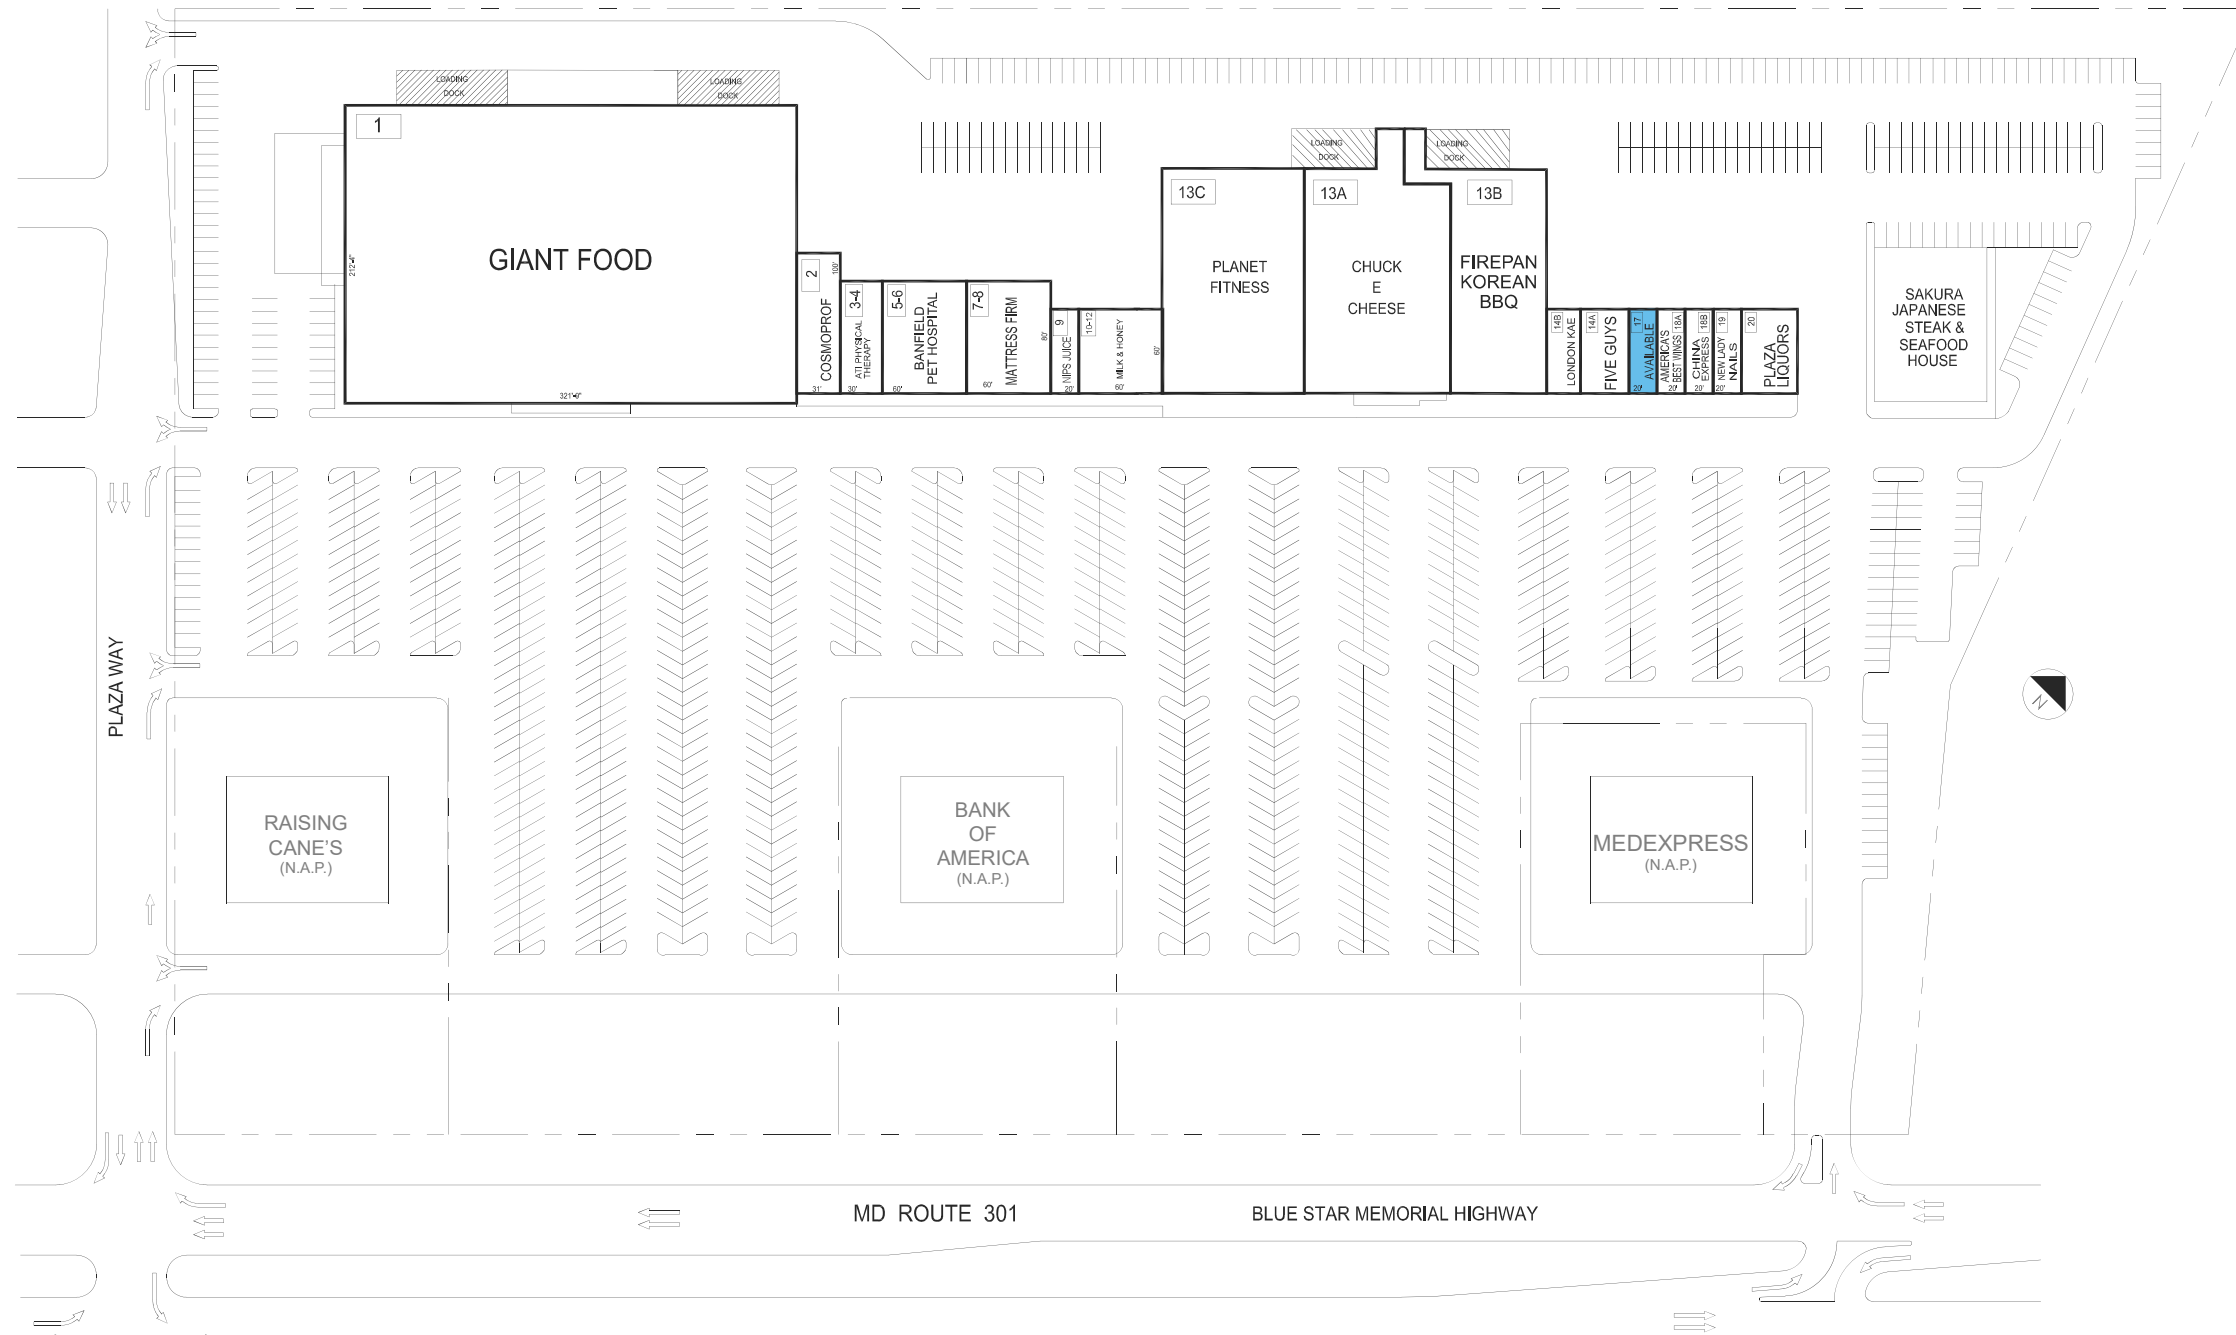 LOADING
DOCK
LOADING
DOCK
1
GIANT FOOD
212'-4"
321'-9"
2
100'
COSMOPROF
31'
3-4
ATI PHYSICAL
THERAPY
30'
5-6
BANFIELD
PET HOSPITAL
60'
7-8
MATTRESS FIRM
60'
80'
9
NIPS JUICE
20'
10-12
MILK & HONEY
60'
60'
13C
PLANET
FITNESS
LOADING
DOCK
13A
CHUCK
E
CHEESE
LOADING
DOCK
13B
FIREPAN
KOREAN
BBQ
14B
LONDON KAE
14A
FIVE GUYS
17
AVAILABLE
20'
18A
AMERICA'S
BEST WINGS
20'
18B
CHINA
EXPRESS
20'
19
NEW LADY
NAILS
20'
20
PLAZA
LIQUORS
SAKURA
JAPANESE
STEAK &
SEAFOOD
HOUSE
PLAZA WAY
N
RAISING
CANE'S
(N.A.P.)
BANK
OF
AMERICA
(N.A.P.)
MEDEXPRESS
(N.A.P.)
MD ROUTE 301
BLUE STAR MEMORIAL HIGHWAY